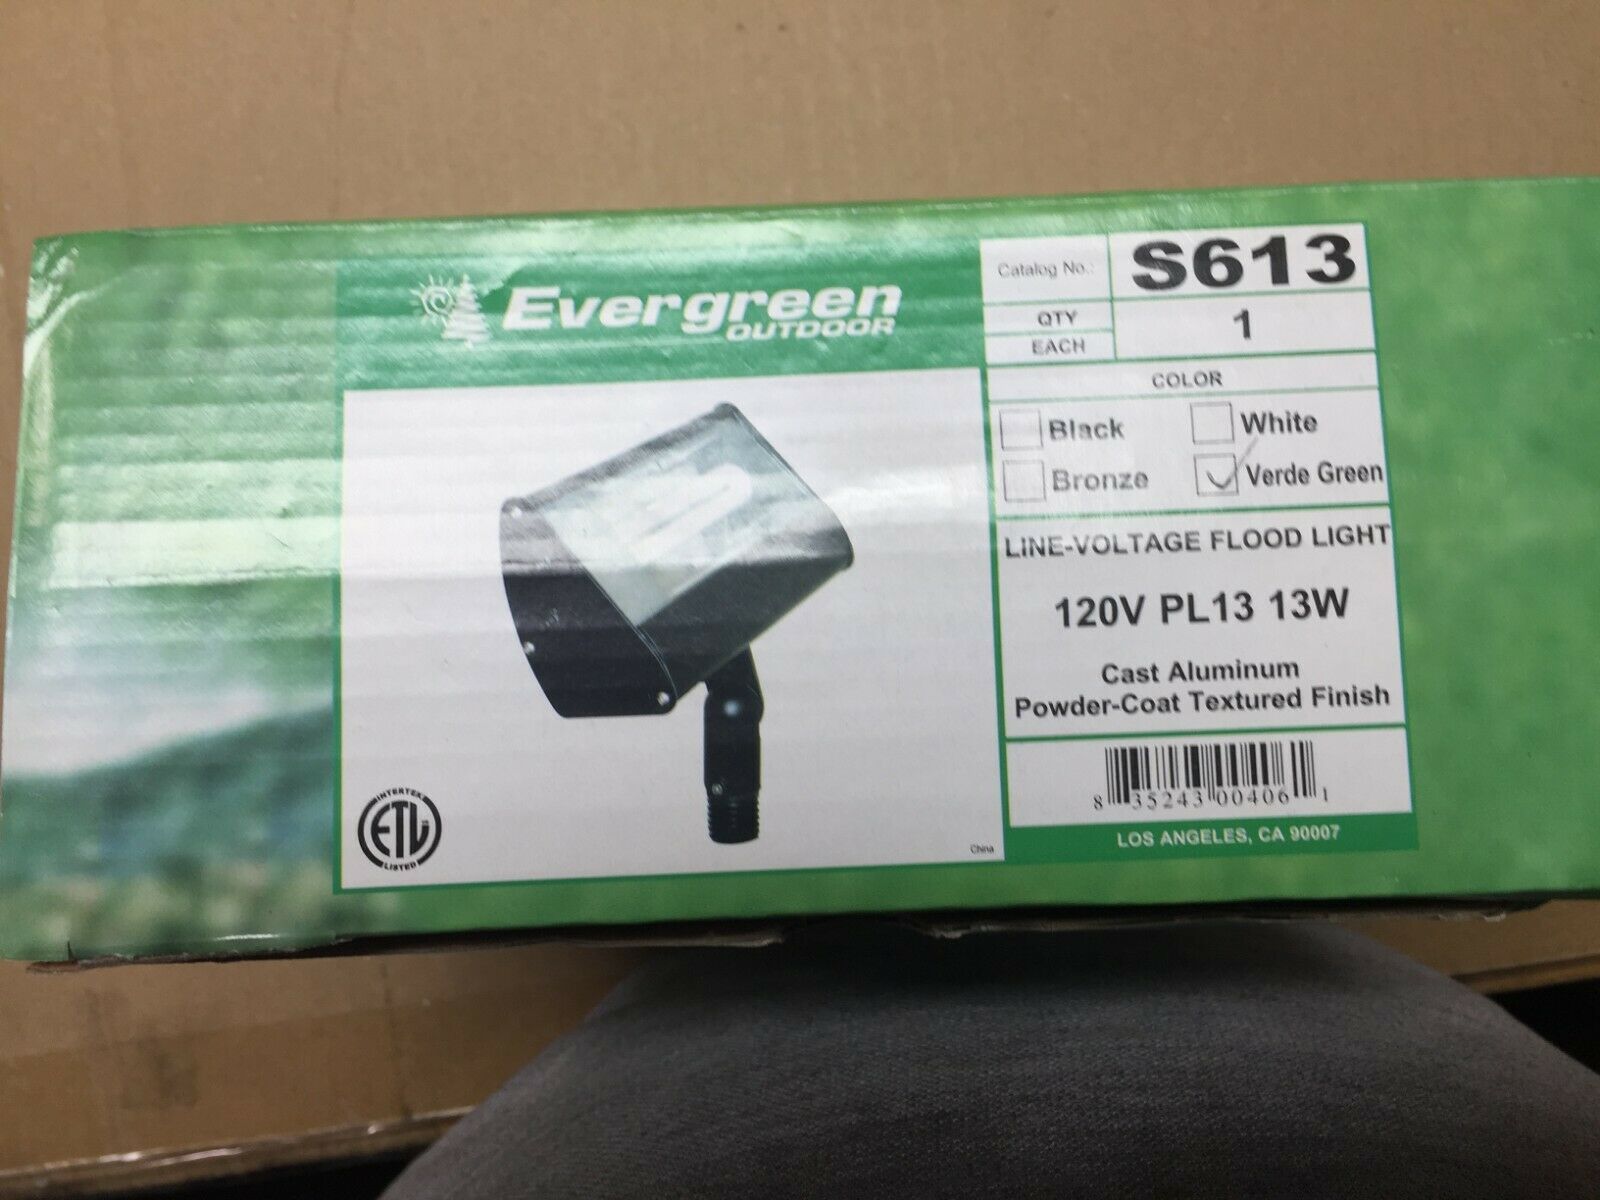 Evergreen
OUTDOOR
Catalog No.: S613
QTY
EACH
1
COLOR
Black
White
Bronze
Verde Green
LINE-VOLTAGE FLOOD LIGHT
120V PL13 13W
Cast Aluminum
Powder-Coat Textured Finish
8 35243 00406 1
LOS ANGELES, CA 90007
China
INTERTEK
ETL
LISTED